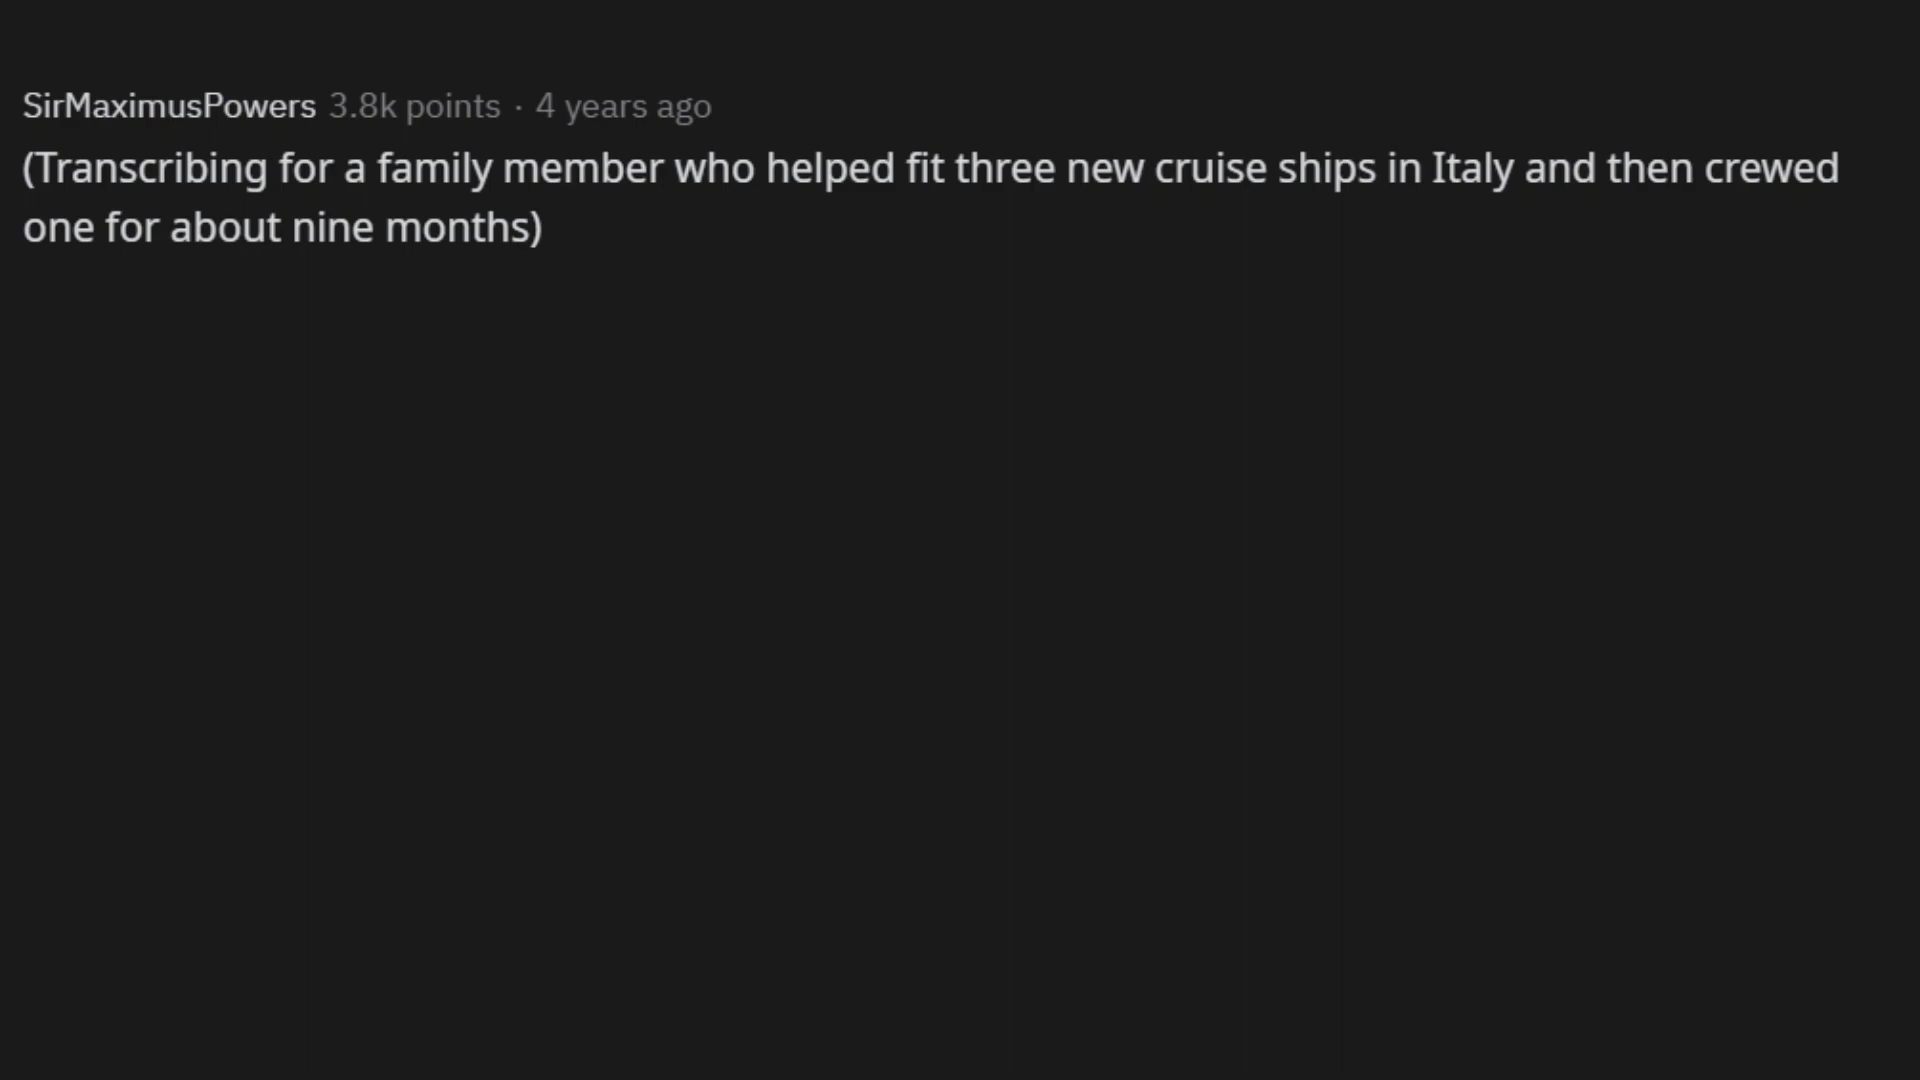 SirMaximusPowers 3.8k points · 4 years ago
(Transcribing for a family member who helped fit three new cruise ships in Italy and then crewed
one for about nine months)